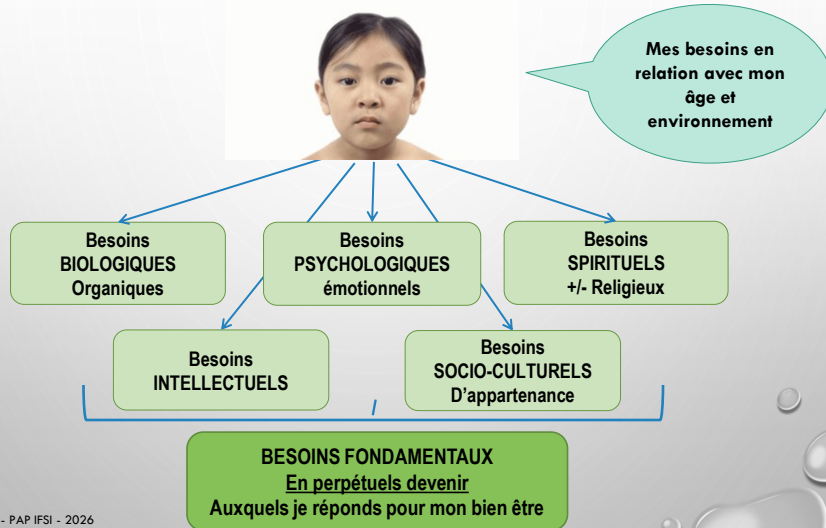 Mes besoins en
relation avec mon
âge et
environnement
Besoins
BIOLOGIQUES
Organiques
Besoins
PSYCHOLOGIQUES
émotionnels
Besoins
SPIRITUELS
+/- Religieux
Besoins
INTELLECTUELS
Besoins
SOCIO-CULTURELS
D’appartenance
BESOINS FONDAMENTAUX
En perpétuels devenir
Auxquels je réponds pour mon bien être
- PAP IFSI - 2026